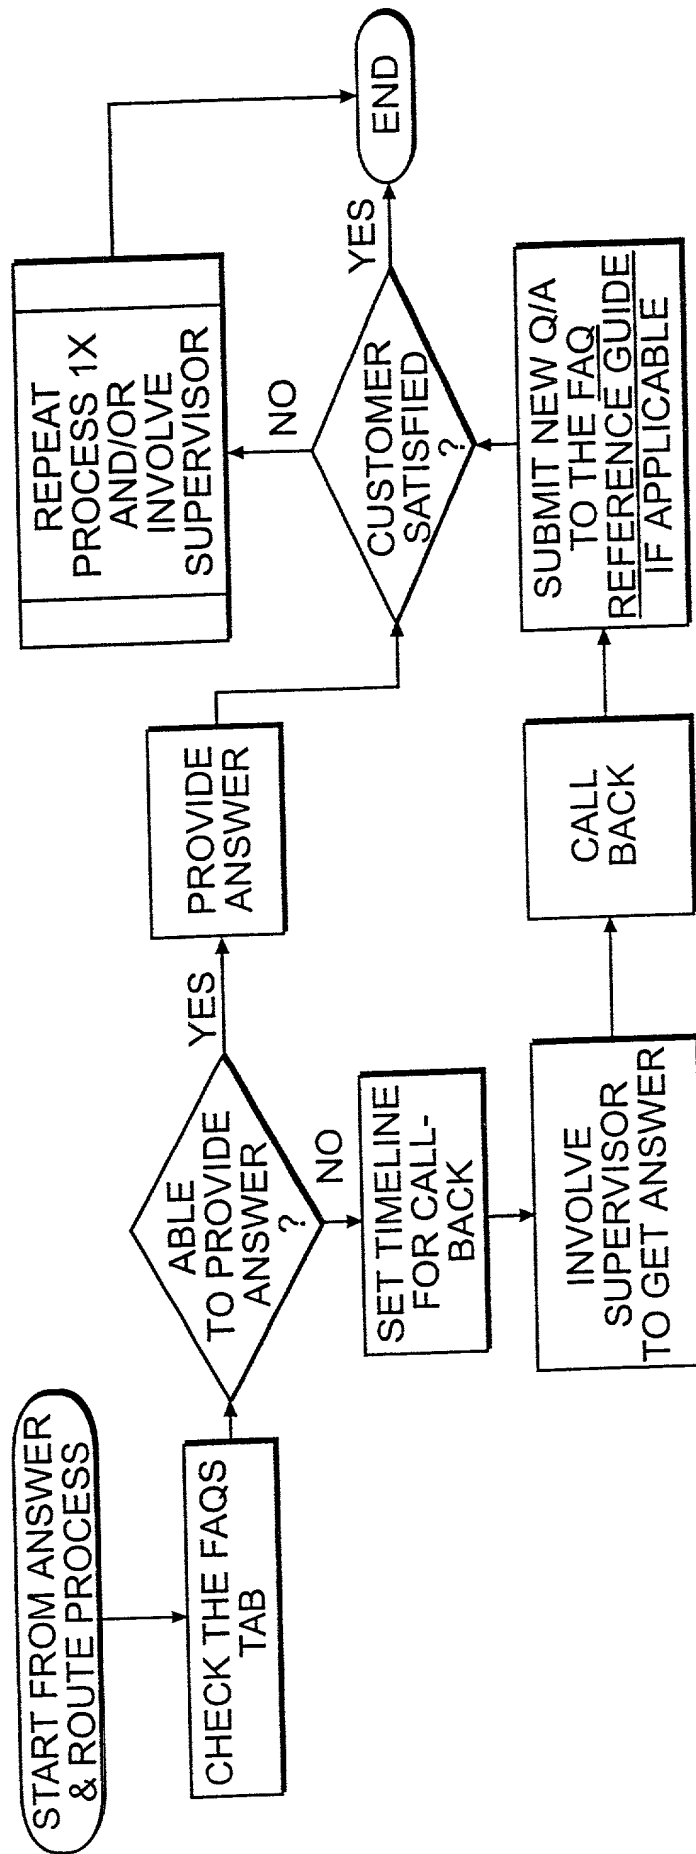 START FROM ANSWER
& ROUTE PROCESS
CHECK THE FAQS
TAB
ABLE
TO PROVIDE
ANSWER
?
YES
NO
PROVIDE
ANSWER
SET TIMELINE
FOR CALL-
BACK
INVOLVE
SUPERVISOR
TO GET ANSWER
CALL
BACK
SUBMIT NEW Q/A
TO THE FAQ
REFERENCE GUIDE
IF APPLICABLE
CUSTOMER
SATISFIED
?
NO
YES
REPEAT
PROCESS 1X
AND/OR
INVOLVE
SUPERVISOR
END